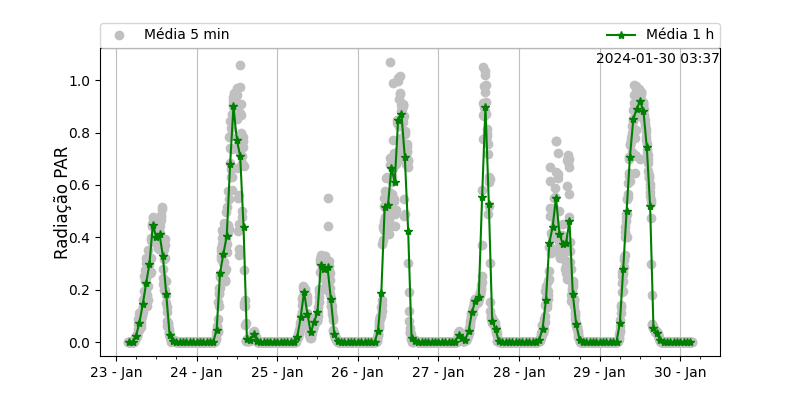 Média 5 min
Média 1 h
2024-01-30 03:37
Radiação PAR
1.0
0.8
0.6
0.4
0.2
0.0
23 - Jan
24 - Jan
25 - Jan
26 - Jan
27 - Jan
28 - Jan
29 - Jan
30 - Jan